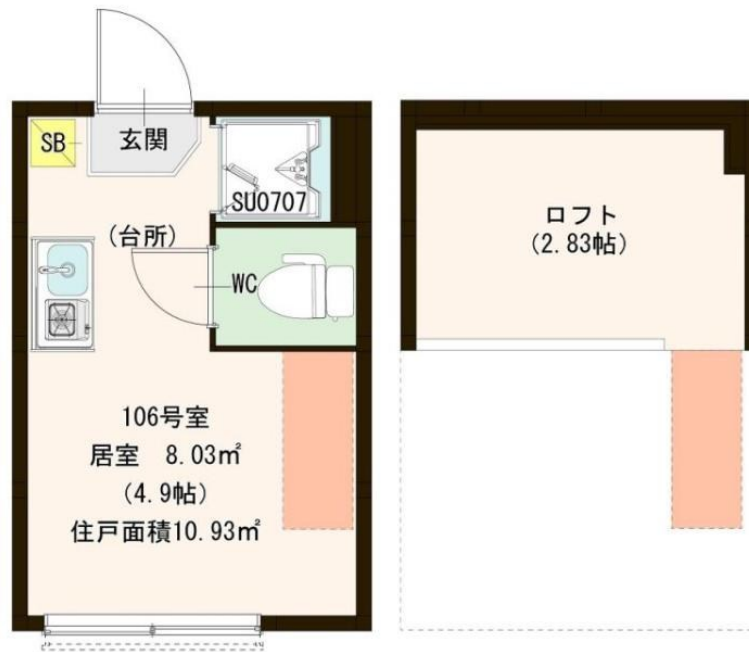 SB
玄関
SU0707
(台所)
WC
106号室
居室 8.03㎡
(4.9帖)
住戸面積10.93㎡
ロフト
(2.83帖)